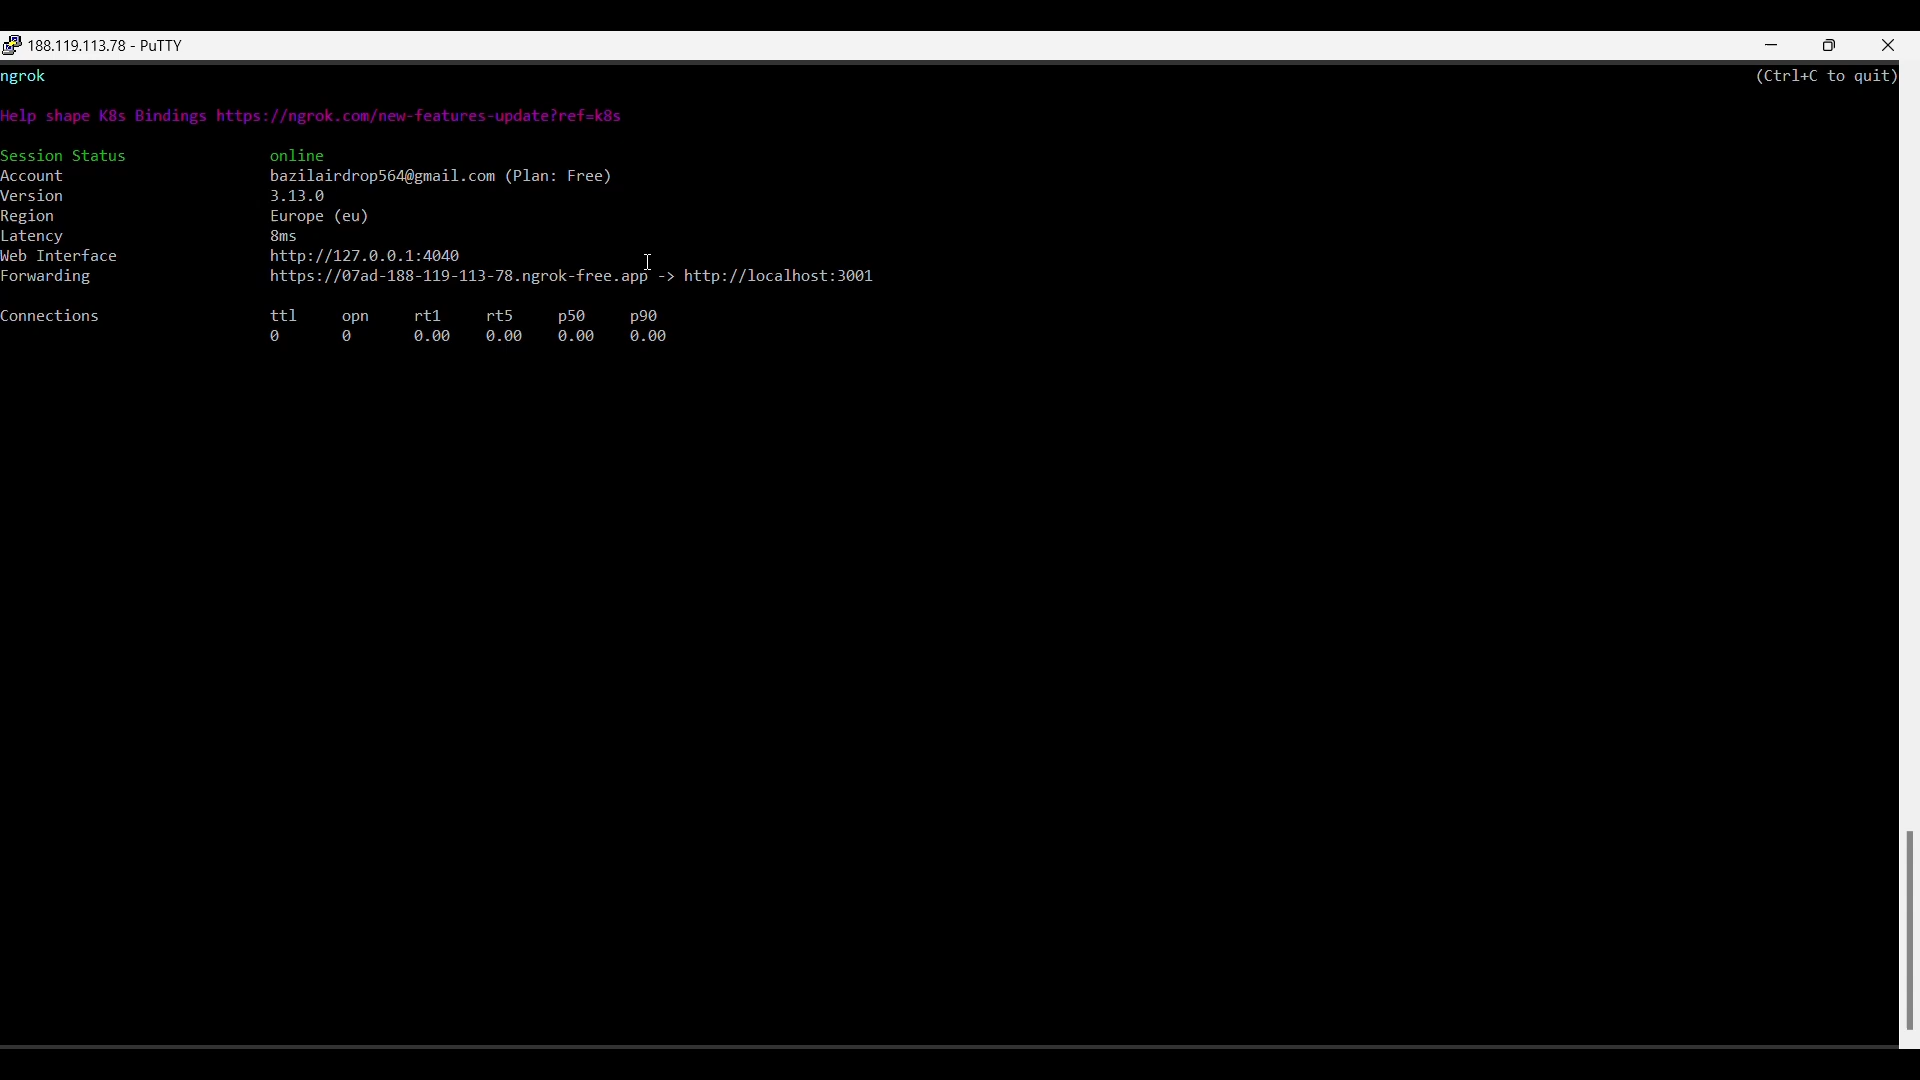 188.119.113.78 - PuTTY
ngrok (Ctrl+C to quit)
Help shape K8s Bindings https://ngrok.com/new-features-update?ref=k8s
Session Status online
Account bazilairdrop564@gmail.com (Plan: Free)
Version 3.13.0
Region Europe (eu)
Latency 8ms
Web Interface http://127.0.0.1:4040
Forwarding https://07ad-188-119-113-78.ngrok-free.app -> http://localhost:3001
Connections ttl opn rt1 rt5 p50 p90
0 0 0.00 0.00 0.00 0.00